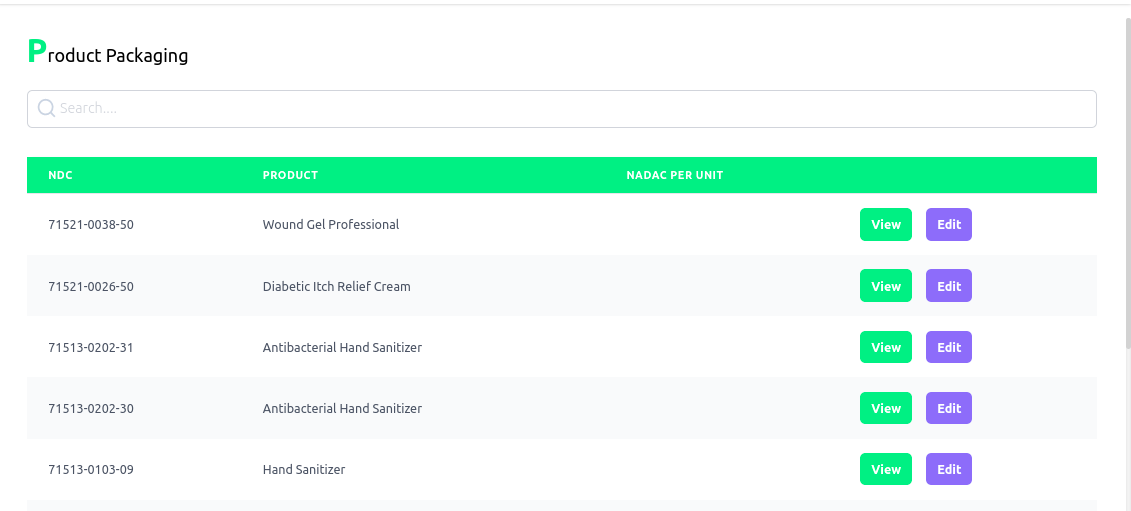 Product Packaging
Search....
NDC PRODUCT NADAC PER UNIT
71521-0038-50 Wound Gel Professional View Edit
71521-0026-50 Diabetic Itch Relief Cream View Edit
71513-0202-31 Antibacterial Hand Sanitizer View Edit
71513-0202-30 Antibacterial Hand Sanitizer View Edit
71513-0103-09 Hand Sanitizer View Edit